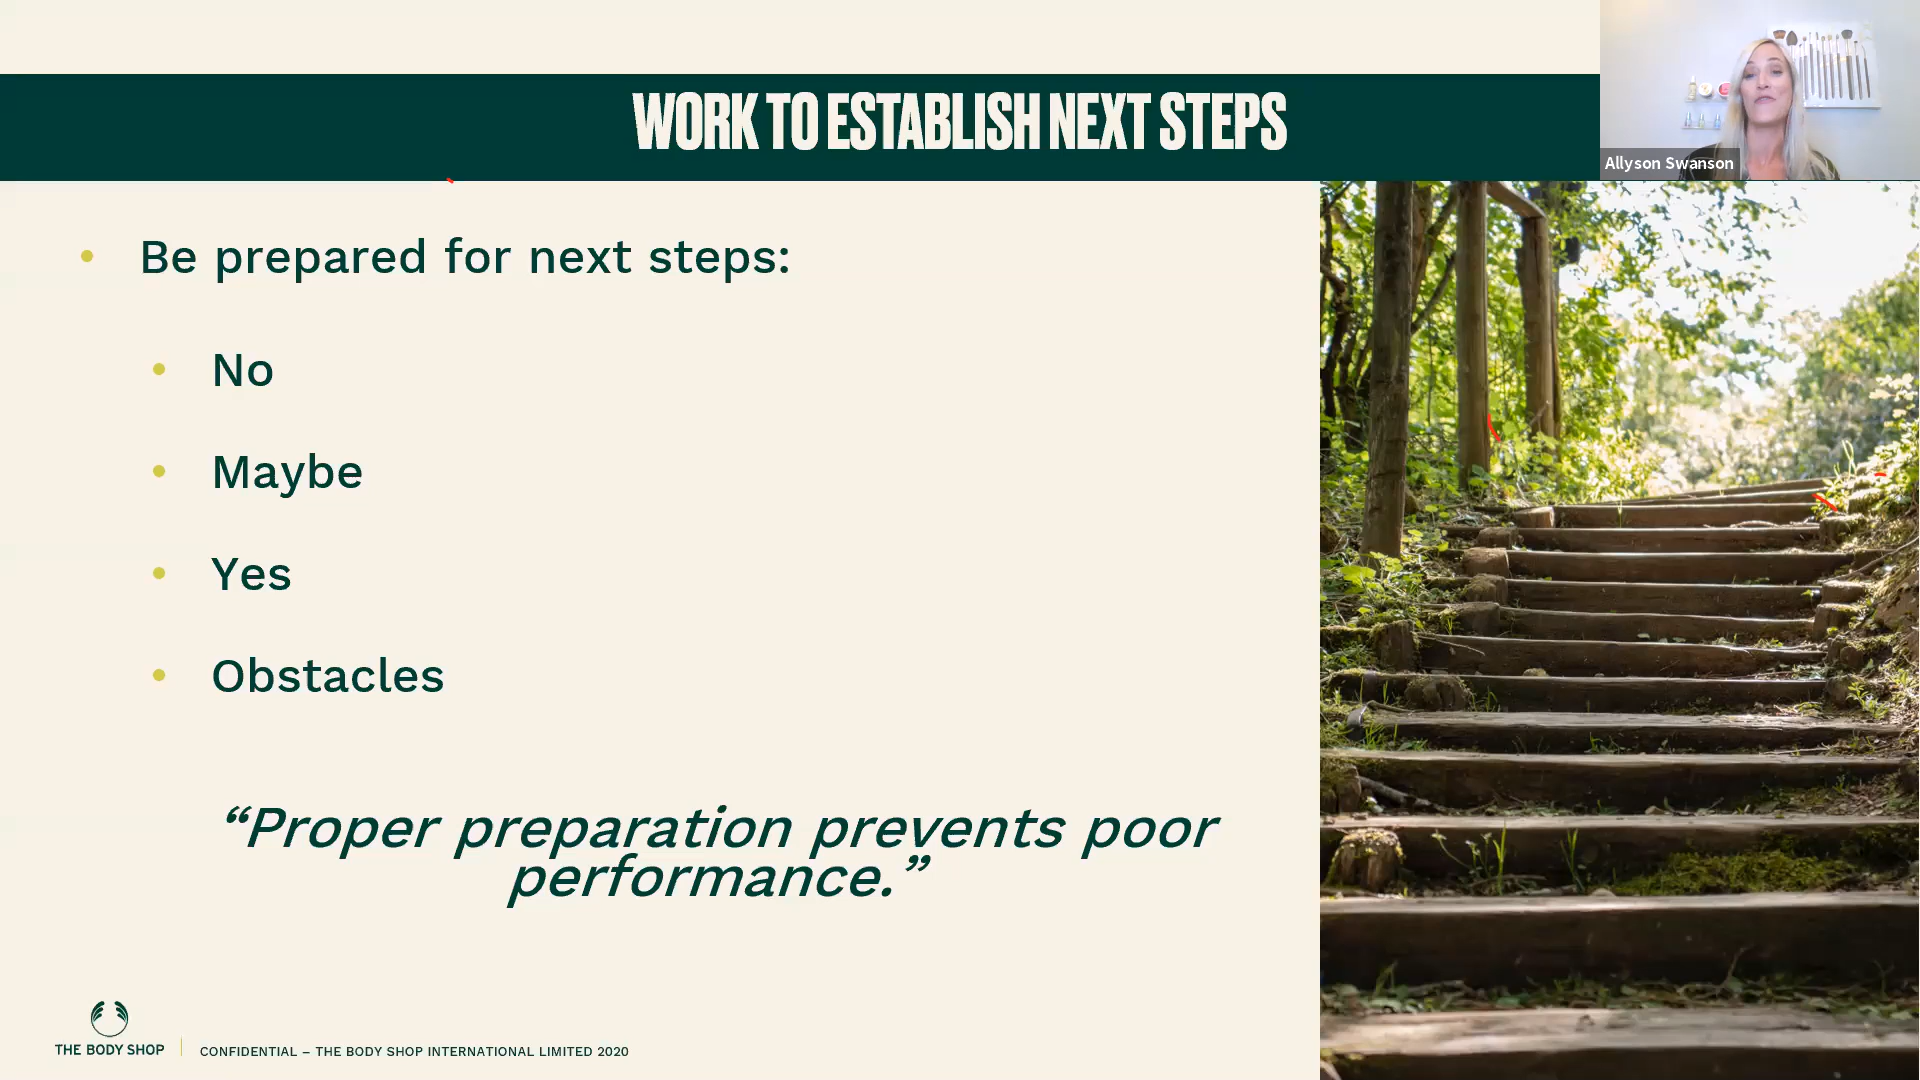 WORK TO ESTABLISH NEXT STEPS
Allyson Swanson
• Be prepared for next steps:
• No
• Maybe
• Yes
• Obstacles
“Proper preparation prevents poor
performance.”
THE BODY SHOP
CONFIDENTIAL – THE BODY SHOP INTERNATIONAL LIMITED 2020